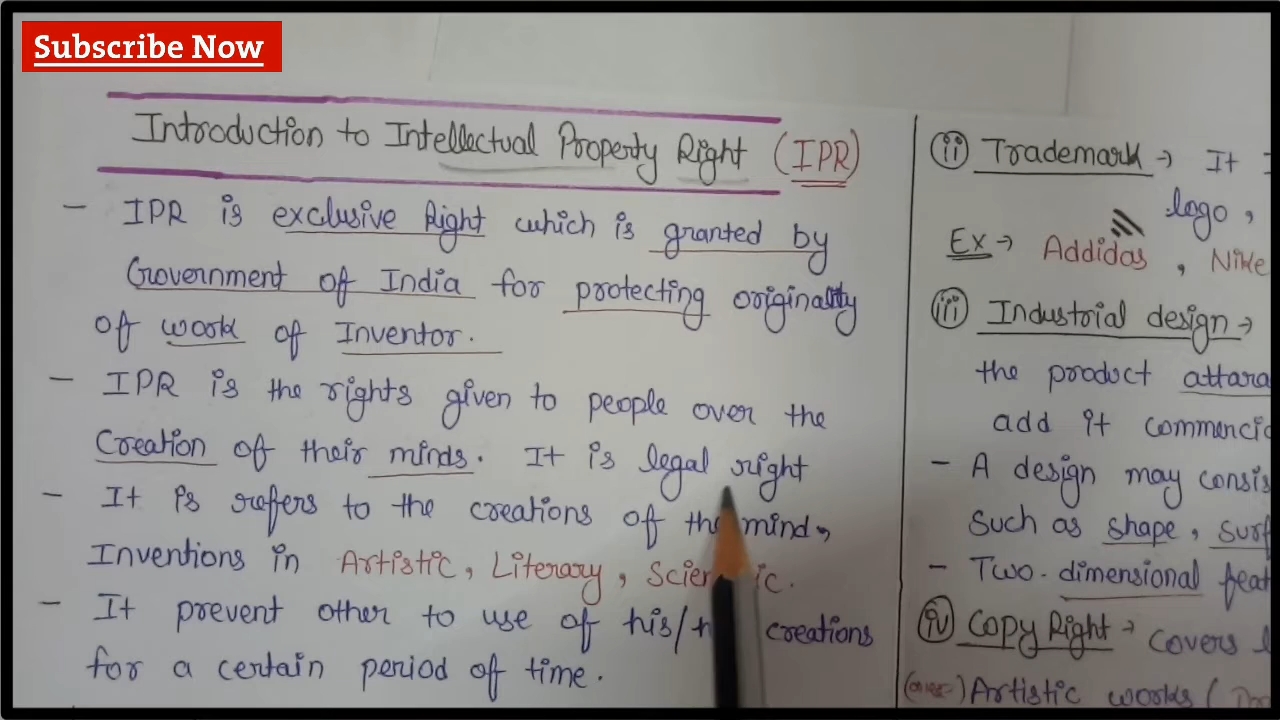 Subscribe Now
Introduction to Intellectual Property Right (IPR)
- IPR is exclusive Right which is granted by
Government of India for protecting originality
of work of Inventor.
- IPR is the rights given to people over the
Creation of their minds. It is legal right
- It is refers to the creations of the mind,
Inventions in Artistic, Literary,
- It prevent other to use of his/ creations
for a certain period of time.
(ii) Trademark → It
logo,
Ex → Addidas, Nike
(iii) Industrial design →
the product
add it
- A design may
such as shape,
- Two-dimensional
(iv) Copy Right → Covers
Artistic works (